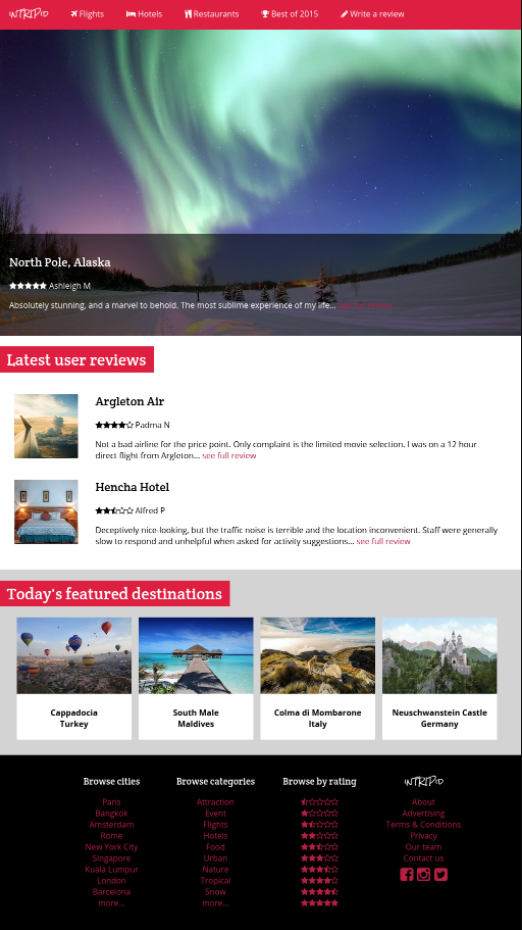 INTRIPID Flights Hotels Restaurants Best of 2015 Write a review
North Pole, Alaska
Ashleigh M
Absolutely stunning, and a marvel to behold. The most sublime experience of my life... see full review
Latest user reviews
Argleton Air
Padma N
Not a bad airline for the price point. Only complaint is the limited movie selection. I was on a 12 hour
direct flight from Argleton... see full review
Hencha Hotel
Alfred P
Deceptively nice-looking, but the traffic noise is terrible and the location inconvenient. Staff were generally
slow to respond and unhelpful when asked for activity suggestions... see full review
Today's featured destinations
Cappadocia
Turkey
South Male
Maldives
Colma di Mombarone
Italy
Neuschwanstein Castle
Germany
Browse cities
Paris
Bangkok
Amsterdam
Rome
New York City
Singapore
Kuala Lumpur
London
Barcelona
more...
Browse categories
Attraction
Event
Flights
Hotels
Food
Urban
Nature
Tropical
Snow
more...
Browse by rating
INTRIPID
About
Advertising
Terms & Conditions
Privacy
Our team
Contact us